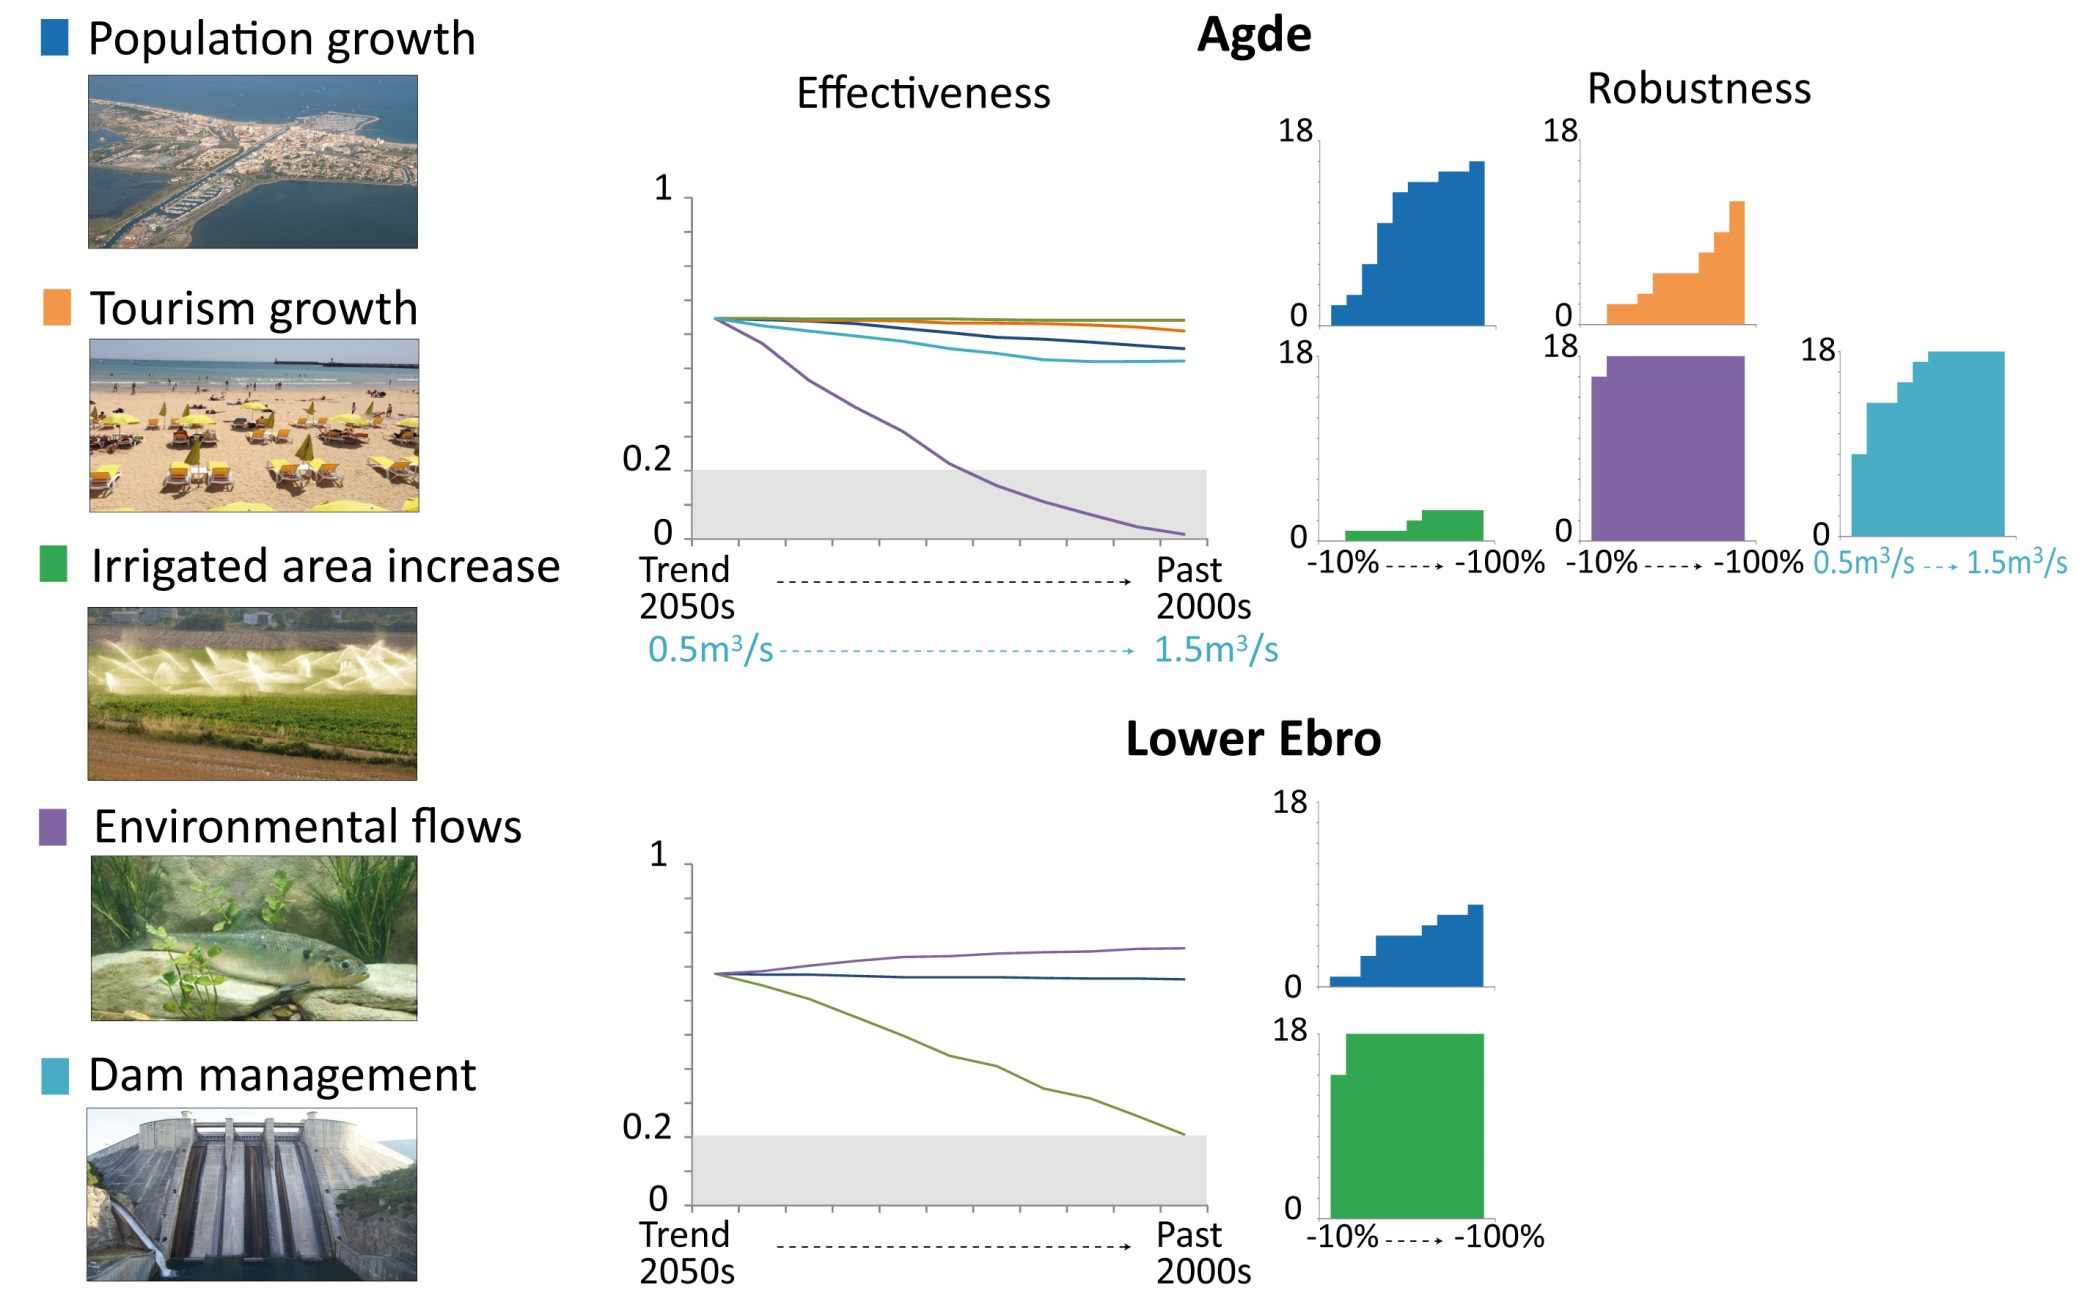 Population growth
Tourism growth
Irrigated area increase
Environmental flows
Dam management
Agde
Effectiveness
Robustness
1
0.2
0
Trend
2050s
Past
2000s
0.5m³/s
1.5m³/s
18
0
18
0
18
0
-10%
-100%
18
0
-10%
-100%
18
0
0.5m³/s
1.5m³/s
Lower Ebro
1
0.2
0
Trend
2050s
Past
2000s
18
0
18
0
-10%
-100%